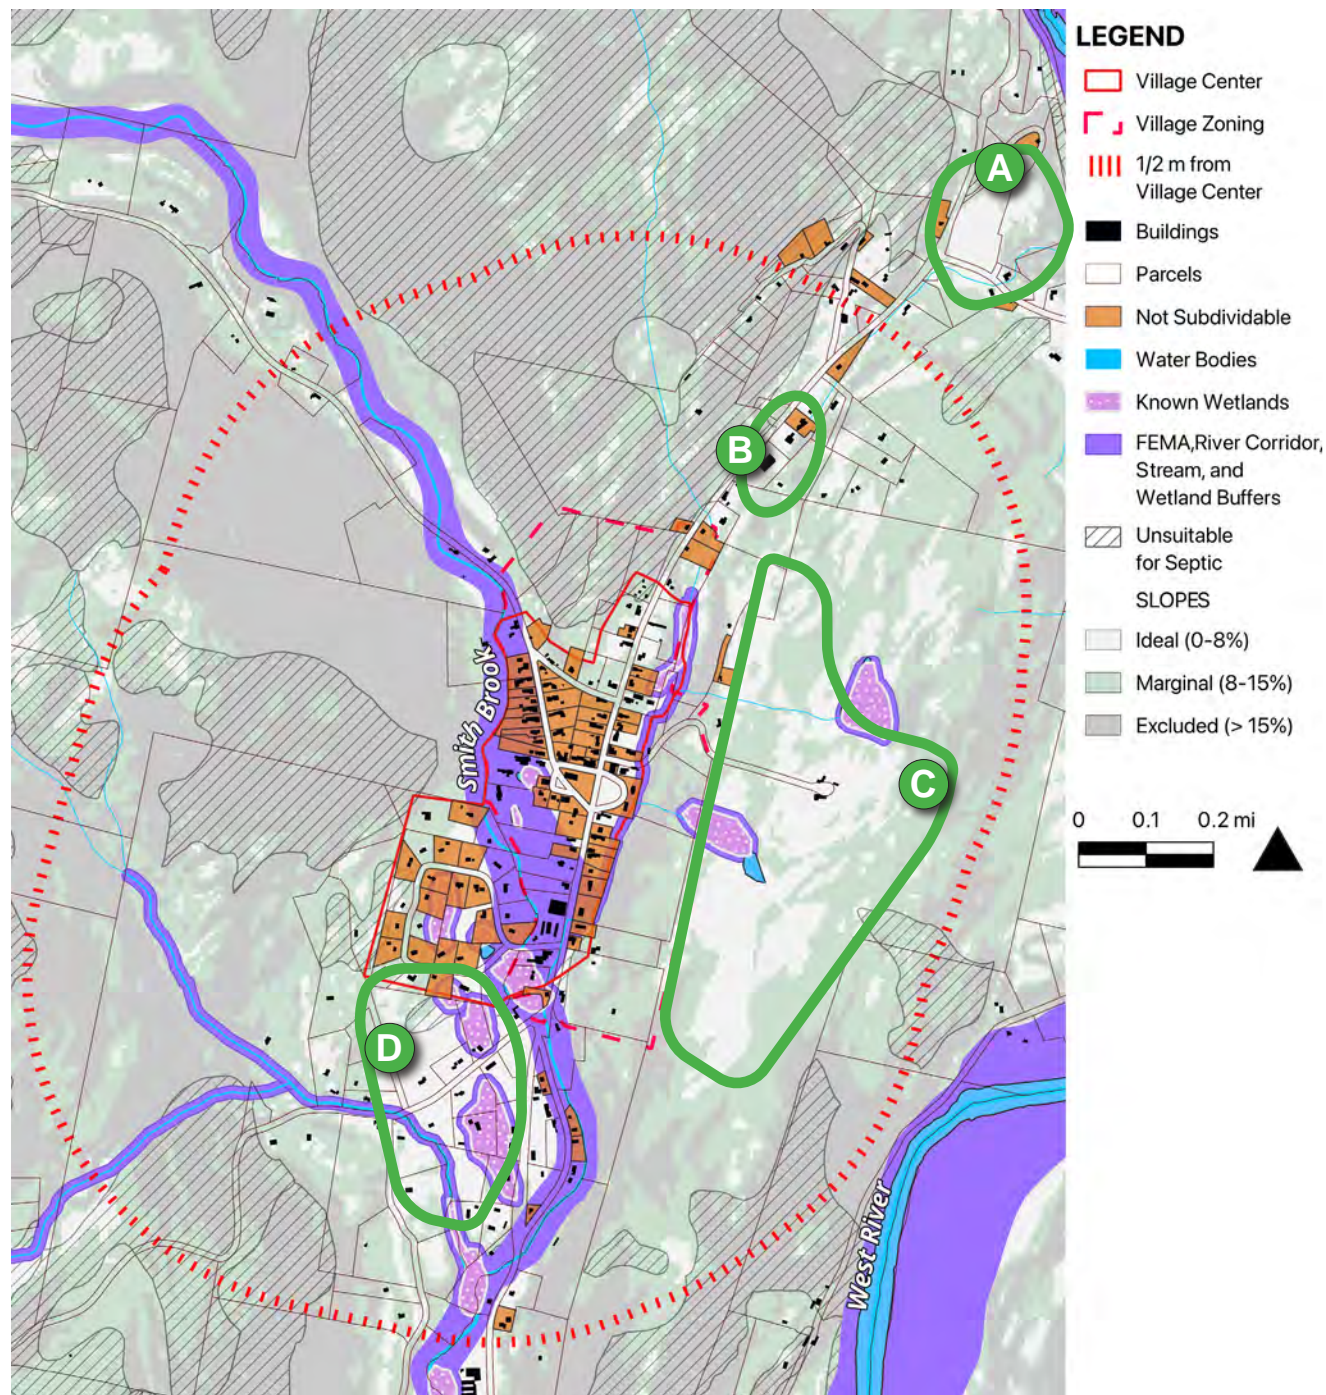 LEGEND
Village Center
Village Zoning
1/2 m from
Village Center
Buildings
Parcels
Not Subdividable
Water Bodies
Known Wetlands
FEMA,River Corridor,
Stream, and
Wetland Buffers
Unsuitable
for Septic
SLOPES
Ideal (0-8%)
Marginal (8-15%)
Excluded (> 15%)
0 0.1 0.2 mi
A
B
C
D
Smith Brook
West River